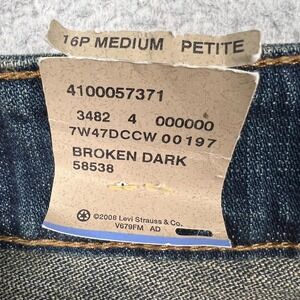 16P MEDIUM PETITE
4100057371
3482 4 000000
7W47DCCW 00197
BROKEN DARK
58538
©2008 Levi Strauss & Co.
V679FM AD